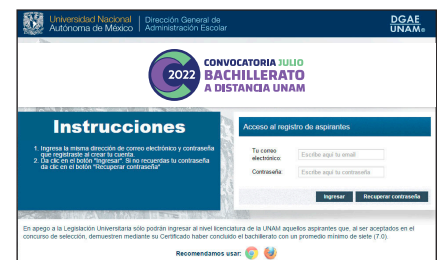 Universidad Nacional
Autónoma de México
Dirección General de
Administración Escolar
DGAE
UNAM
2022
CONVOCATORIA JULIO
BACHILLERATO
A DISTANCIA UNAM
Instrucciones
1. Ingresa la misma dirección de correo electrónico y contraseña
que registraste al crear tu cuenta.
2. Da clic en el botón "Ingresar". Si no recuerdas tu contraseña
da clic en el botón "Recuperar contraseña"
Acceso al registro de aspirantes
Tu correo
electrónico:
Escribe aquí tu email
Contraseña:
Escribe aquí tu contraseña
Ingresar
Recuperar contraseña
En apego a la Legislación Universitaria sólo podrán ingresar al nivel licenciatura de la UNAM aquellos aspirantes que, al ser aceptados en el
concurso de selección, demuestren mediante su Certificado haber concluido el bachillerato con un promedio mínimo de siete (7.0).
Recomendamos usar: